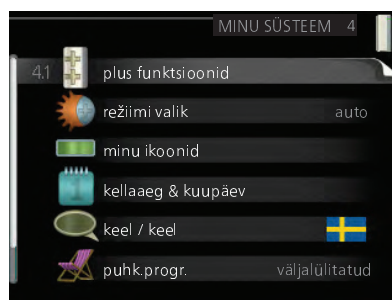 MINU SÜSTEEM 4
4.1 plus funktsioonid
režiimi valik auto
minu ikoonid
kellaaeg & kuupäev
keel / keel
puhk.progr. väljalülitatud